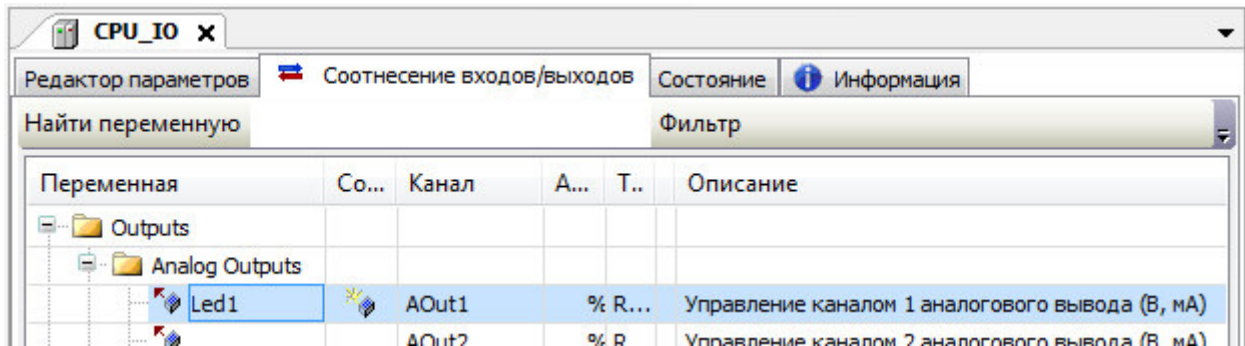 CPU_IO
Редактор параметров Соотнесение входов/выходов Состояние Информация
Найти переменную Фильтр
Переменная Со... Канал А... Т.. Описание
Outputs
Analog Outputs
Led1 AOut1 % R... Управление каналом 1 аналогового вывода (В, мА)
AOut2 % R Управление каналом 2 аналогового вывода (В, мА)